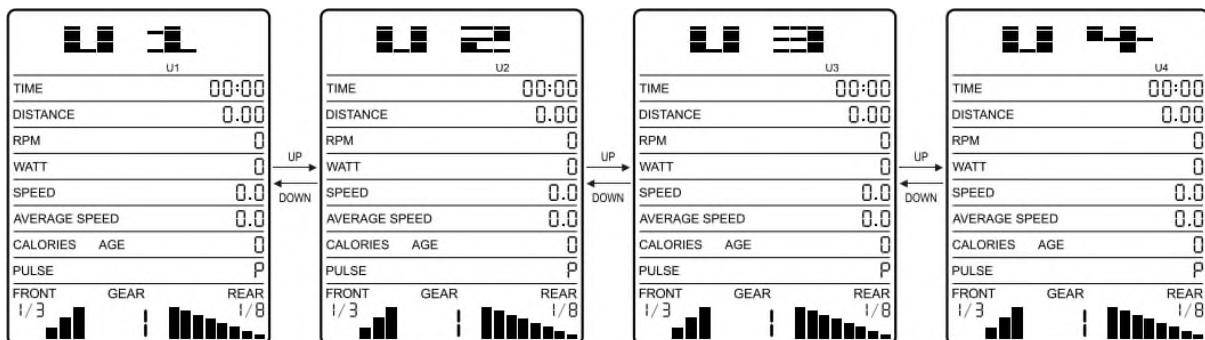 U 1
U1
TIME 00:00
DISTANCE 0.00
RPM 0
WATT 0
SPEED 0.0
AVERAGE SPEED 0.0
CALORIES AGE 0
PULSE P
FRONT GEAR REAR
1/3 1 1/8
UP
DOWN
U 2
U2
TIME 00:00
DISTANCE 0.00
RPM 0
WATT 0
SPEED 0.0
AVERAGE SPEED 0.0
CALORIES AGE 0
PULSE P
FRONT GEAR REAR
1/3 1 1/8
UP
DOWN
U 3
U3
TIME 00:00
DISTANCE 0.00
RPM 0
WATT 0
SPEED 0.0
AVERAGE SPEED 0.0
CALORIES AGE 0
PULSE P
FRONT GEAR REAR
1/3 1 1/8
UP
DOWN
U 4
U4
TIME 00:00
DISTANCE 0.00
RPM 0
WATT 0
SPEED 0.0
AVERAGE SPEED 0.0
CALORIES AGE 0
PULSE P
FRONT GEAR REAR
1/3 1 1/8